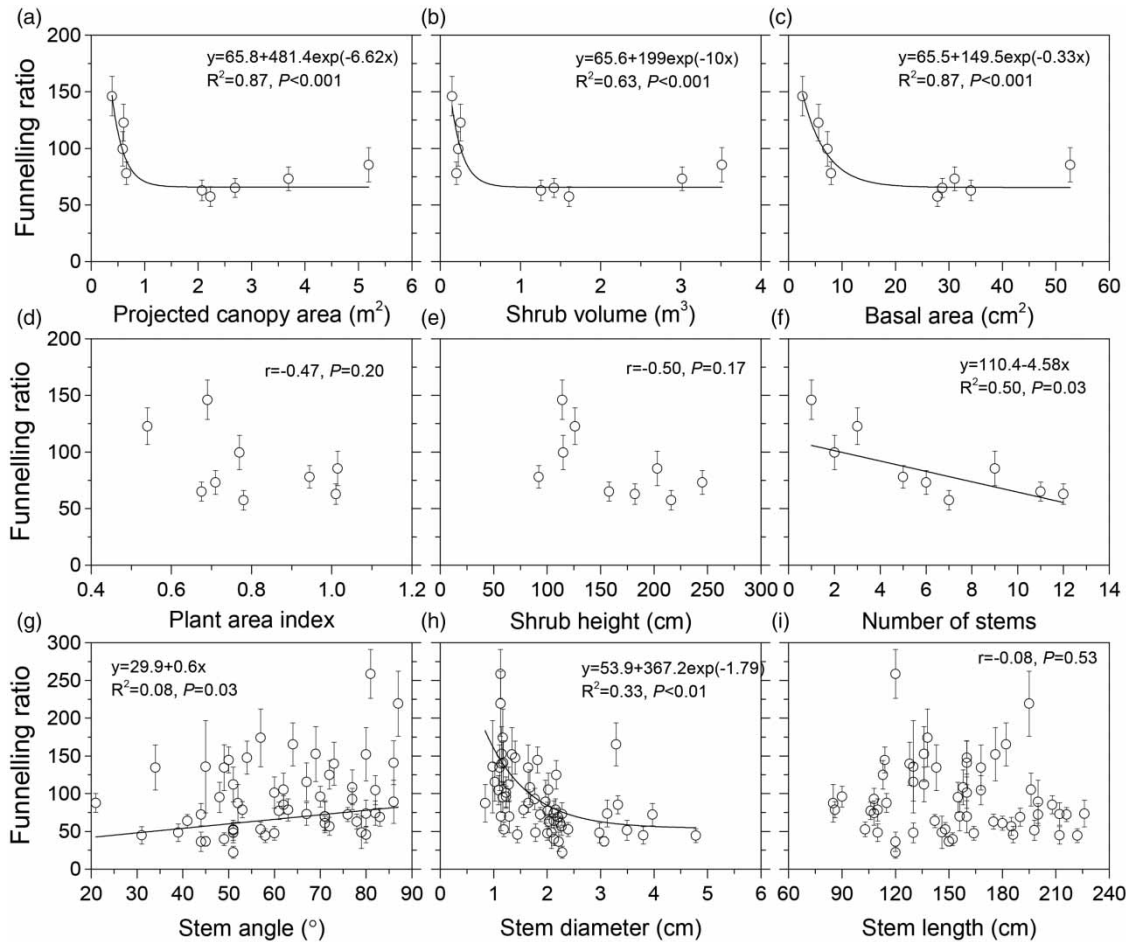 (a)
(b)
(c)
200
150
100
50
0
Funnelling ratio
y=65.8+481.4exp(-6.62x)
R²=0.87, P<0.001
y=65.6+199exp(-10x)
R²=0.63, P<0.001
y=65.5+149.5exp(-0.33x)
R²=0.87, P<0.001
0 1 2 3 4 5 6
0 1 2 3 4
0 10 20 30 40 50 60
Projected canopy area (m²)
Shrub volume (m³)
Basal area (cm²)
(d)
(e)
(f)
200
150
100
50
0
Funnelling ratio
r=-0.47, P=0.20
r=-0.50, P=0.17
y=110.4-4.58x
R²=0.50, P=0.03
0.4 0.6 0.8 1.0 1.2
0 50 100 150 200 250 300
0 2 4 6 8 10 12 14
Plant area index
Shrub height (cm)
Number of stems
(g)
(h)
(i)
300
250
200
150
100
50
0
Funnelling ratio
y=29.9+0.6x
R²=0.08, P=0.03
y=53.9+367.2exp(-1.79)
R²=0.33, P<0.01
r=-0.08, P=0.53
20 30 40 50 60 70 80 90
0 1 2 3 4 5 6
60 90 120 150 180 210 240
Stem angle (°)
Stem diameter (cm)
Stem length (cm)